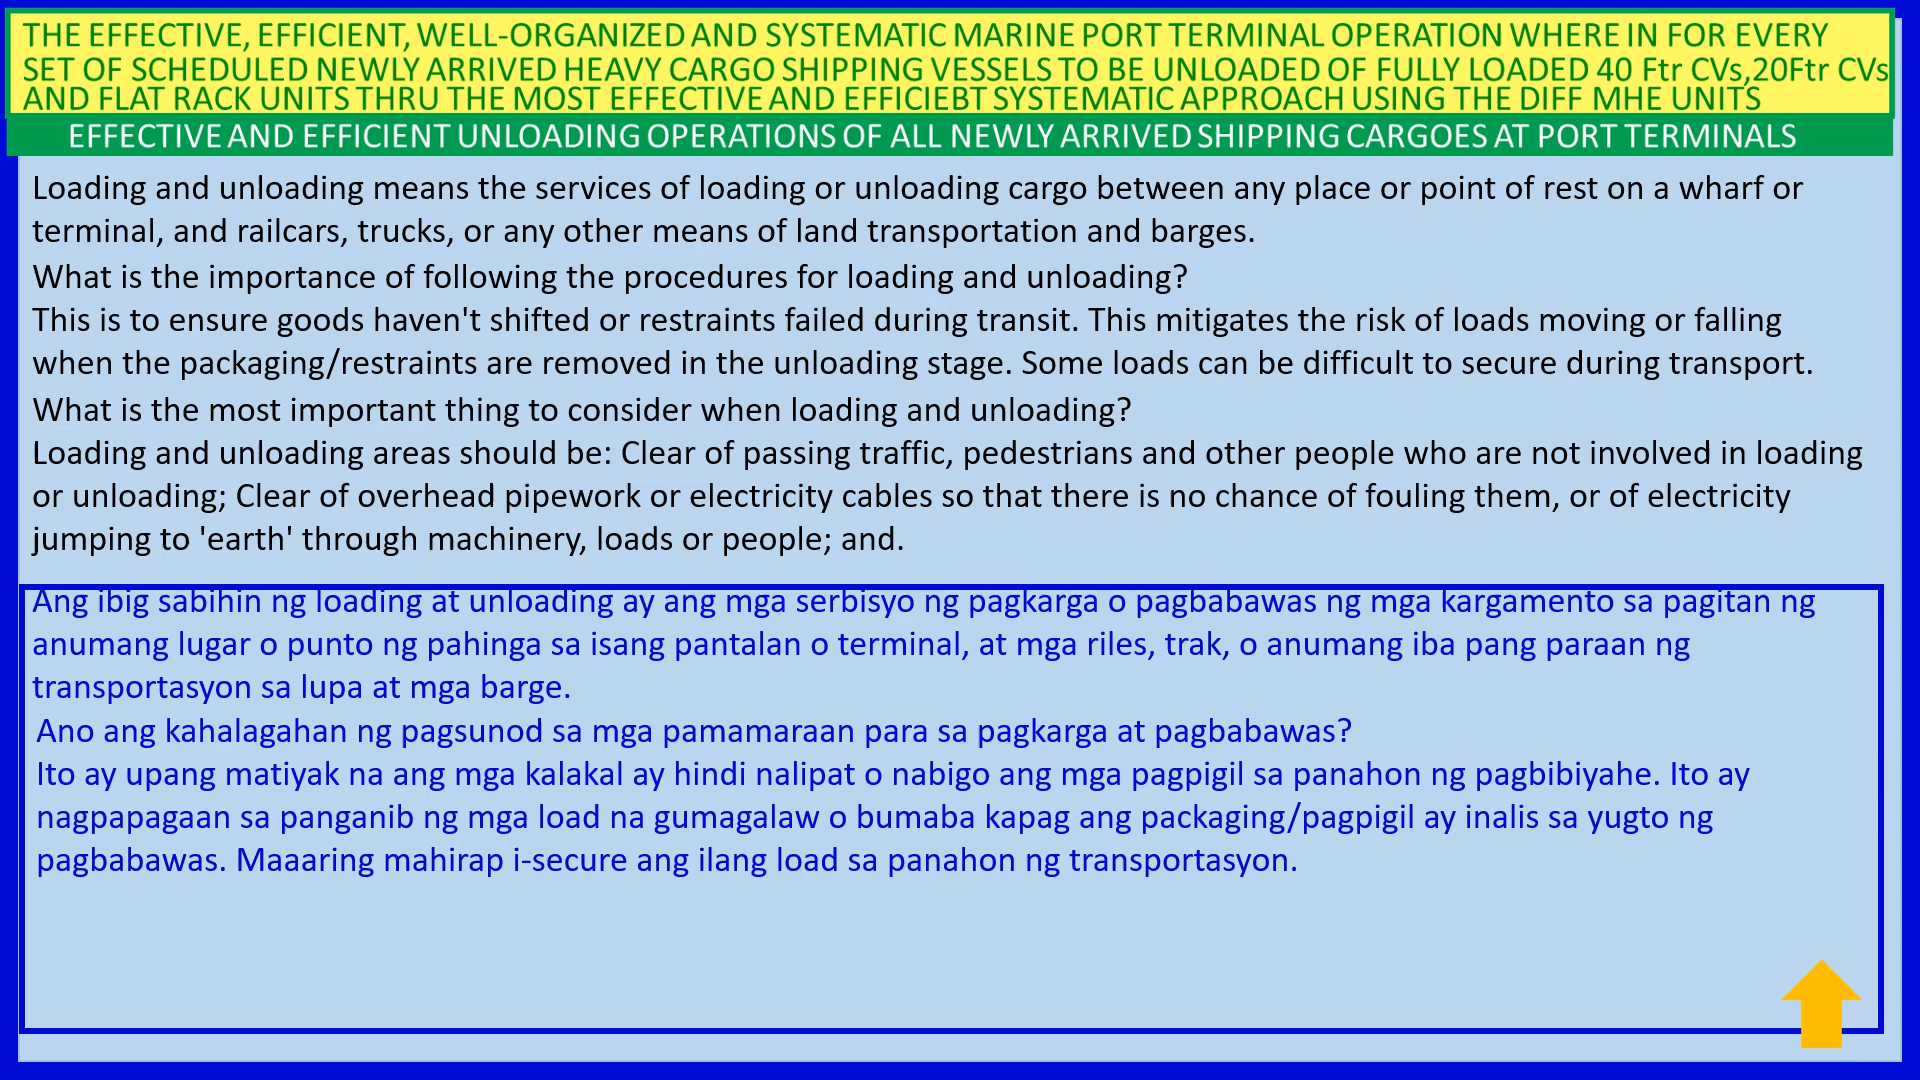 THE EFFECTIVE, EFFICIENT, WELL-ORGANIZED AND SYSTEMATIC MARINE PORT TERMINAL OPERATION WHERE IN FOR EVERY
SET OF SCHEDULED NEWLY ARRIVED HEAVY CARGO SHIPPING VESSELS TO BE UNLOADED OF FULLY LOADED 40 Ftr CVs,20Ftr CVs
AND FLAT RACK UNITS THRU THE MOST EFFECTIVE AND EFFICIEBT SYSTEMATIC APPROACH USING THE DIFF MHE UNITS
EFFECTIVE AND EFFICIENT UNLOADING OPERATIONS OF ALL NEWLY ARRIVED SHIPPING CARGOES AT PORT TERMINALS
Loading and unloading means the services of loading or unloading cargo between any place or point of rest on a wharf or
terminal, and railcars, trucks, or any other means of land transportation and barges.
What is the importance of following the procedures for loading and unloading?
This is to ensure goods haven't shifted or restraints failed during transit. This mitigates the risk of loads moving or falling
when the packaging/restraints are removed in the unloading stage. Some loads can be difficult to secure during transport.
What is the most important thing to consider when loading and unloading?
Loading and unloading areas should be: Clear of passing traffic, pedestrians and other people who are not involved in loading
or unloading; Clear of overhead pipework or electricity cables so that there is no chance of fouling them, or of electricity
jumping to 'earth' through machinery, loads or people; and.
Ang ibig sabihin ng loading at unloading ay ang mga serbisyo ng pagkarga o pagbabawas ng mga kargamento sa pagitan ng
anumang lugar o punto ng pahinga sa isang pantalan o terminal, at mga riles, trak, o anumang iba pang paraan ng
transportasyon sa lupa at mga barge.
Ano ang kahalagahan ng pagsunod sa mga pamamaraan para sa pagkarga at pagbabawas?
Ito ay upang matiyak na ang mga kalakal ay hindi nalipat o nabigo ang mga pagpigil sa panahon ng pagbibiyahe. Ito ay
nagpapagaan sa panganib ng mga load na gumagalaw o bumaba kapag ang packaging/pagpigil ay inalis sa yugto ng
pagbabawas. Maaaring mahirap i-secure ang ilang load sa panahon ng transportasyon.